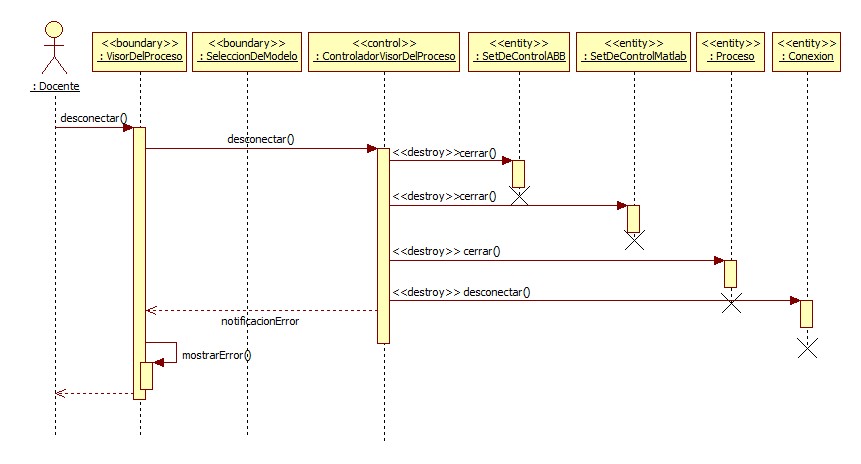 <<boundary>>
: VisorDelProceso
<<boundary>>
: SeleccionDeModelo
<<control>>
: ControladorVisorDelProceso
<<entity>>
: SetDeControlABB
<<entity>>
: SetDeControlMatlab
<<entity>>
: Proceso
<<entity>>
: Conexion
: Docente
desconectar()
desconectar()
<<destroy>>cerrar()
<<destroy>>cerrar()
<<destroy>> cerrar()
<<destroy>> desconectar()
notificacionError
mostrarError()